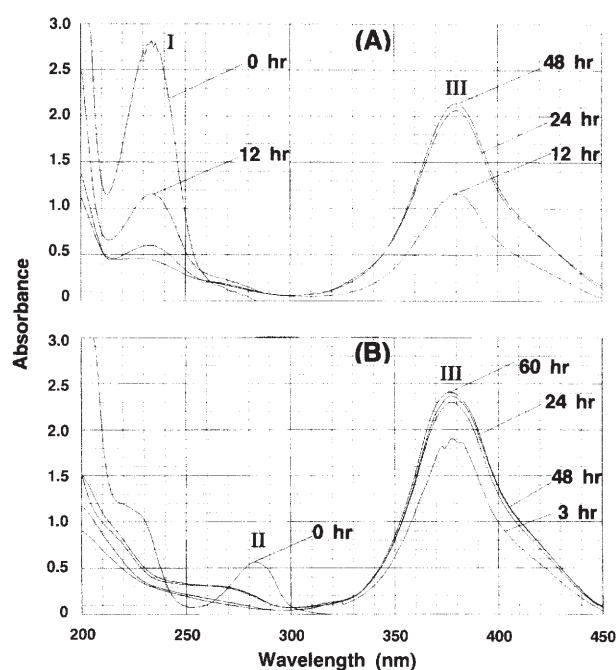 3.0
I
(A)
48 hr
2.5
0 hr
III
24 hr
2.0
12 hr
1.5
12 hr
1.0
0.5
0
Absorbance
3.0
(B)
III
60 hr
2.5
24 hr
2.0
1.5
48 hr
II
0 hr
3 hr
1.0
0.5
0
200 250 300 350 400 450
Wavelength (nm)